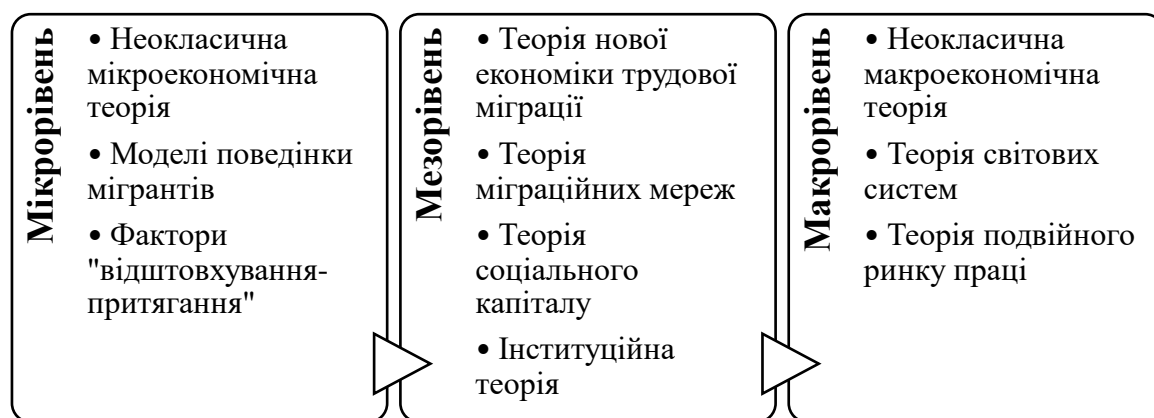 Мікрорівень
• Неокласична
мікроекономічна
теорія
• Моделі поведінки
мігрантів
• Фактори
"відштовхування-
притягання"
Мезорівень
• Теорія нової
економіки трудової
міграції
• Теорія
міграційних мереж
• Теорія
соціального
капіталу
• Інституційна
теорія
Макрорівень
• Неокласична
макроекономічна
теорія
• Теорія світових
систем
• Теорія подвійного
ринку праці